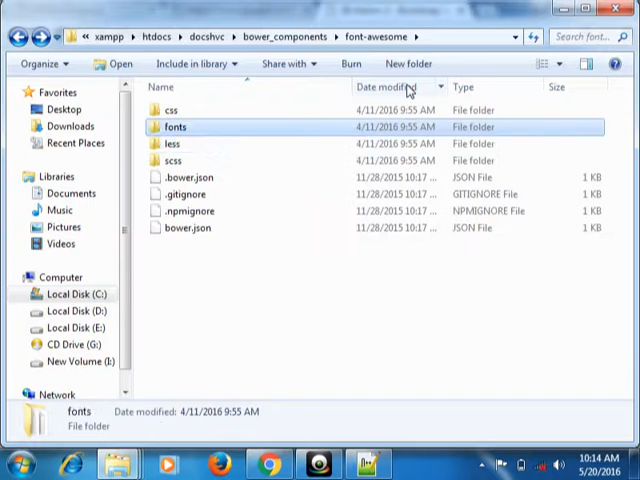 « xampp ▸ htdocs ▸ docshvc ▸ bower_components ▸ font-awesome ▸ Search font...
Organize Open Include in library Share with Burn New folder
Name Date modified Type Size
Favorites
Desktop
Downloads
Recent Places
Libraries
Documents
Music
Pictures
Videos
Computer
Local Disk (C:)
Local Disk (D:)
Local Disk (E:)
CD Drive (G:)
New Volume (I:)
Network
css 4/11/2016 9:55 AM File folder
fonts 4/11/2016 9:55 AM File folder
less 4/11/2016 9:55 AM File folder
scss 4/11/2016 9:55 AM File folder
.bower.json 11/28/2015 10:17 ... JSON File 1 KB
.gitignore 11/28/2015 10:17 ... GITIGNORE File 1 KB
.npmignore 11/28/2015 10:17 ... NPMIGNORE File 1 KB
bower.json 11/28/2015 10:17 ... JSON File 1 KB
fonts Date modified: 4/11/2016 9:55 AM
File folder
10:14 AM
5/20/2016